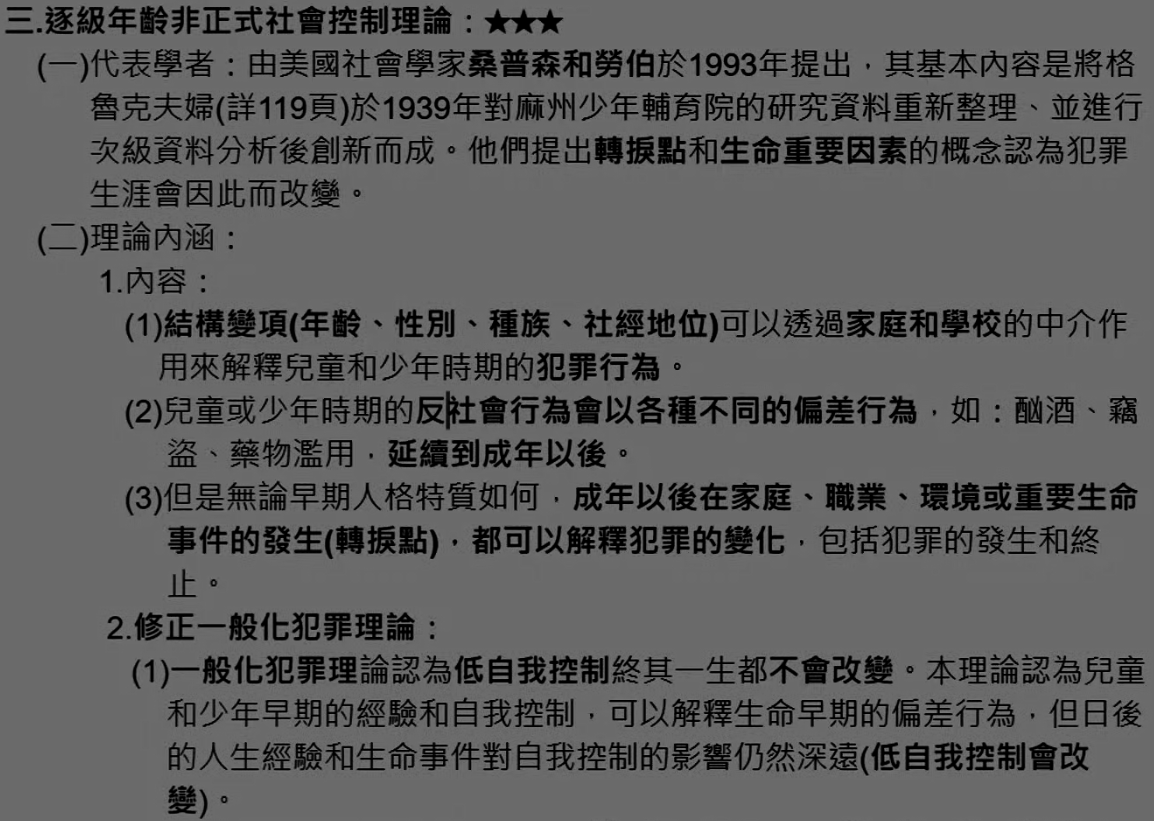 三.逐級年齡非正式社會控制理論：★★★
(一)代表學者：由美國社會學家桑普森和勞伯於1993年提出，其基本內容是將格
魯克夫婦(詳119頁)於1939年對麻州少年輔育院的研究資料重新整理、並進行
次級資料分析後創新而成。他們提出轉捩點和生命重要因素的概念認為犯罪
生涯會因此而改變。
(二)理論內涵：
1.內容：
(1)結構變項(年齡、性別、種族、社經地位)可以透過家庭和學校的中介作
用來解釋兒童和少年時期的犯罪行為。
(2)兒童或少年時期的反社會行為會以各種不同的偏差行為，如：酗酒、竊
盜、藥物濫用，延續到成年以後。
(3)但是無論早期人格特質如何，成年以後在家庭、職業、環境或重要生命
事件的發生(轉捩點)，都可以解釋犯罪的變化，包括犯罪的發生和終
止。
2.修正一般化犯罪理論：
(1)一般化犯罪理論認為低自我控制終其一生都不會改變。本理論認為兒童
和少年早期的經驗和自我控制，可以解釋生命早期的偏差行為，但日後
的人生經驗和生命事件對自我控制的影響仍然深遠(低自我控制會改
變)。